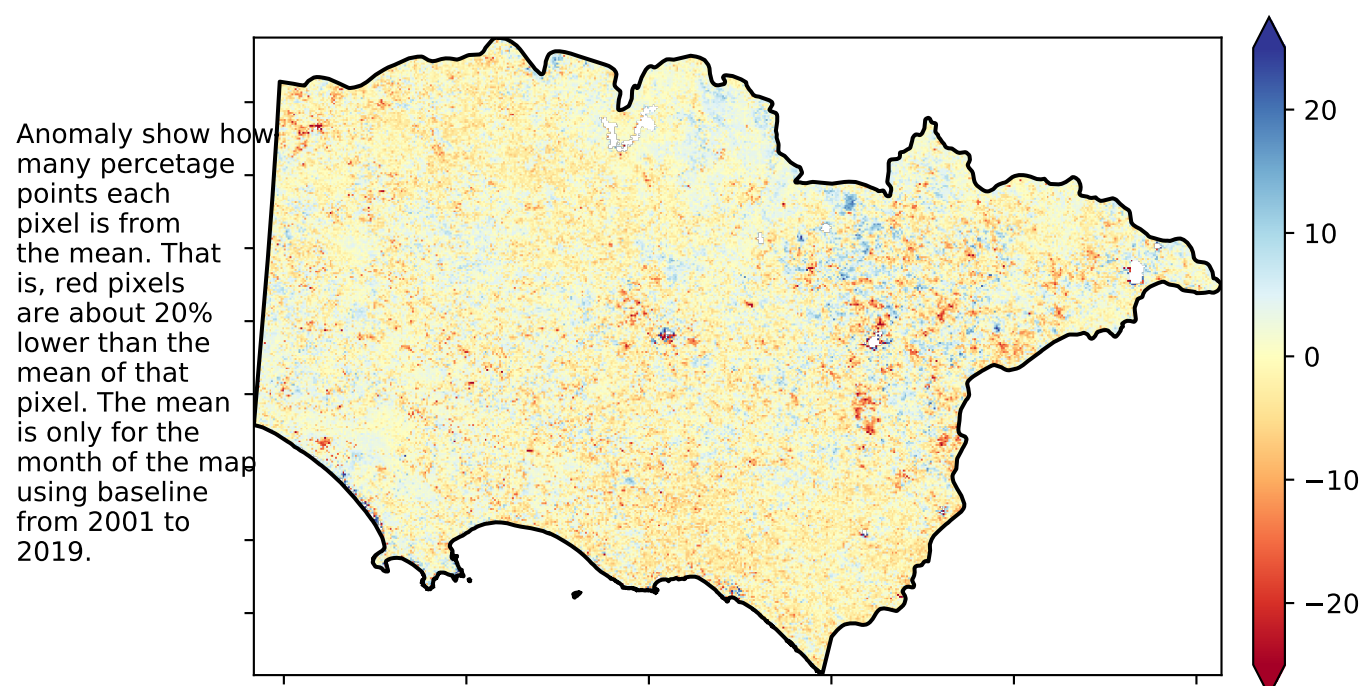 Anomaly show how
many percetage
points each
pixel is from
the mean. That
is, red pixels
are about 20%
lower than the
mean of that
pixel. The mean
is only for the
month of the map
using baseline
from 2001 to
2019.
20
10
0
−10
−20